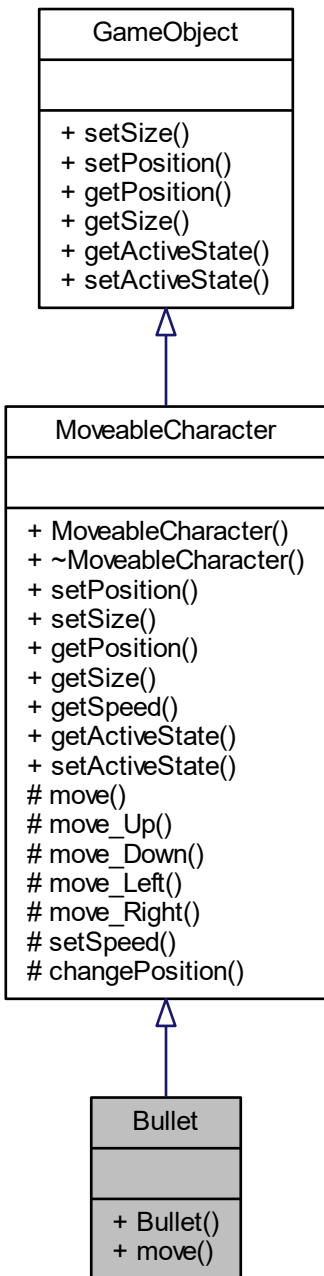 GameObject
+ setSize()
+ setPosition()
+ getPosition()
+ getSize()
+ getActiveState()
+ setActiveState()
MoveableCharacter
+ MoveableCharacter()
+ ~MoveableCharacter()
+ setPosition()
+ setSize()
+ getPosition()
+ getSize()
+ getSpeed()
+ getActiveState()
+ setActiveState()
# move()
# move_Up()
# move_Down()
# move_Left()
# move_Right()
# setSpeed()
# changePosition()
Bullet
+ Bullet()
+ move()